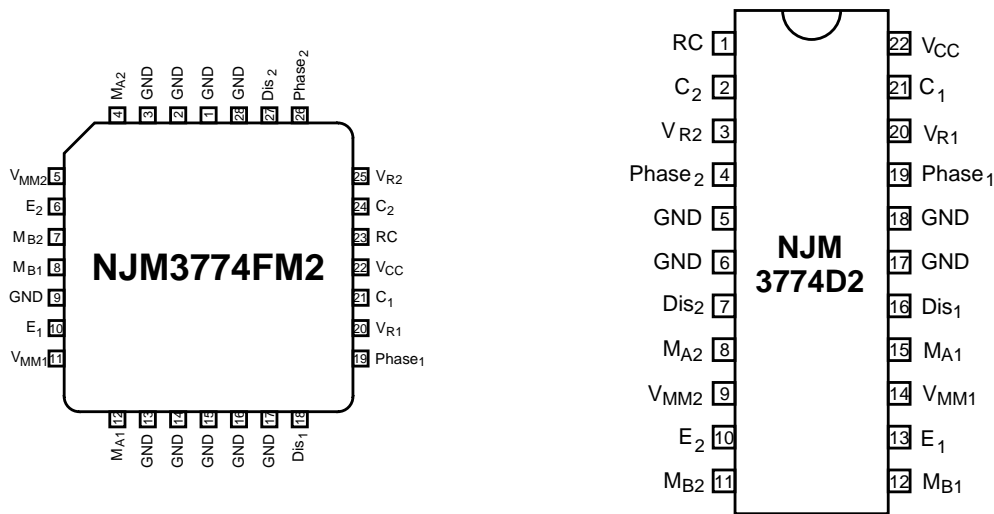 MA2 GND GND GND GND Dis2 Phase2
4 3 2 1 28 27 26
VMM2 5 25 VR2
E2 6 24 C2
MB2 7 23 RC
MB1 8 22 VCC
GND 9 21 C1
E1 10 20 VR1
VMM1 11 19 Phase1
NJM3774FM2
12 13 14 15 16 17 18
MA1 GND GND GND GND GND Dis1
RC 1 22 VCC
C2 2 21 C1
VR2 3 20 VR1
Phase2 4 19 Phase1
GND 5 18 GND
GND 6 17 GND
Dis2 7 16 Dis1
MA2 8 15 MA1
VMM2 9 14 VMM1
E2 10 13 E1
MB2 11 12 MB1
NJM
3774D2